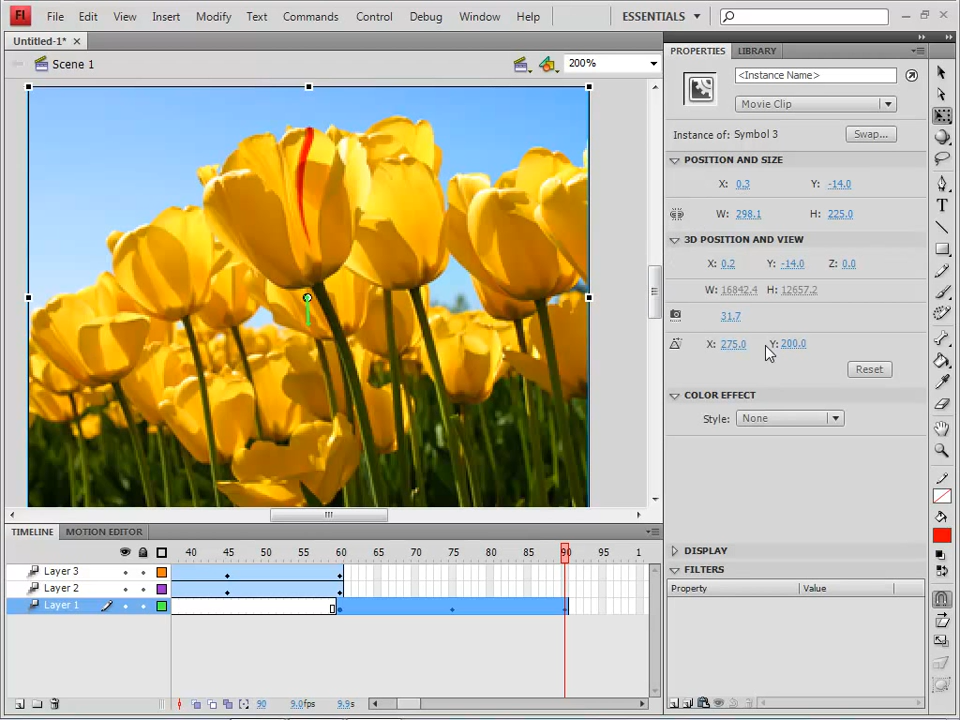 Fl File Edit View Insert Modify Text Commands Control Debug Window Help ESSENTIALS
Untitled-1*
Scene 1 200%
PROPERTIES LIBRARY
<Instance Name>
Movie Clip
Instance of: Symbol 3 Swap...
POSITION AND SIZE
X: 0.3 Y: -14.0
W: 298.1 H: 225.0
3D POSITION AND VIEW
X: 0.2 Y: -14.0 Z: 0.0
W: 16842.4 H: 12657.2
31.7
X: 275.0 Y: 200.0
Reset
COLOR EFFECT
Style: None
DISPLAY
FILTERS
Property Value
TIMELINE MOTION EDITOR
40 45 50 55 60 65 70 75 80 85 90 95 1
Layer 3
Layer 2
Layer 1
90 9.0fps 9.9s